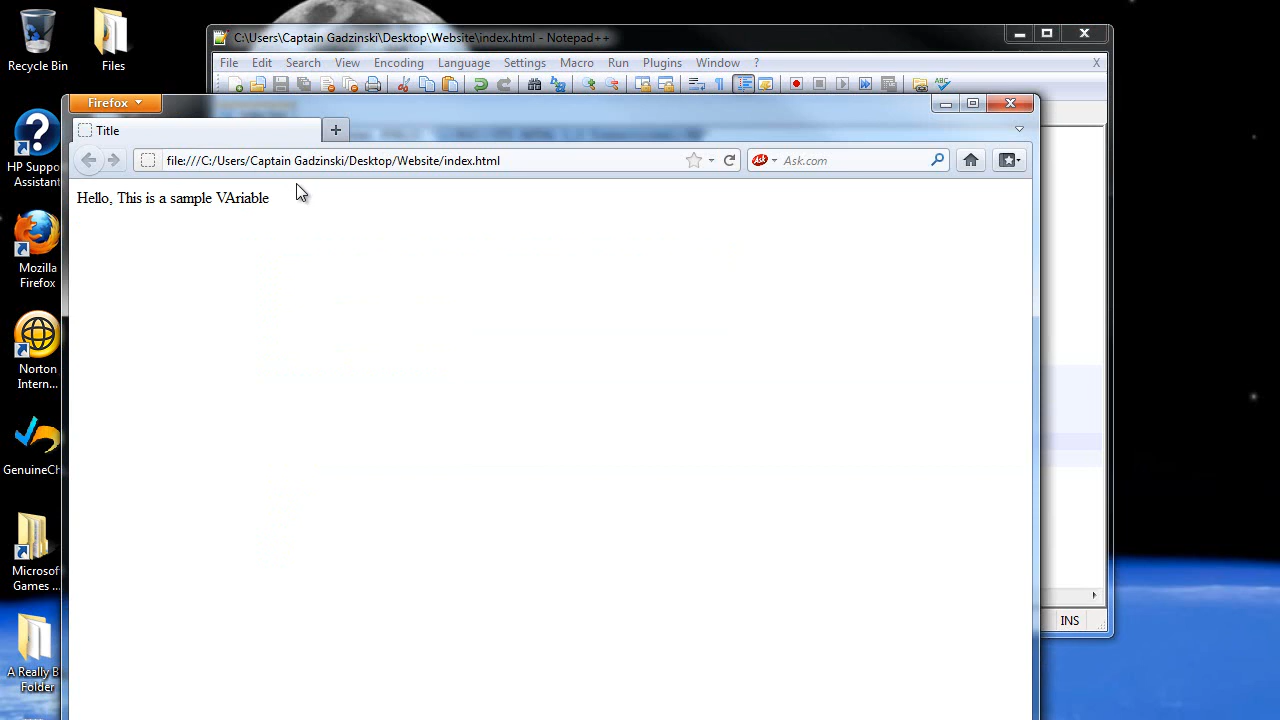 Recycle Bin
Files
HP Suppo
Assistant
Mozilla
Firefox
Norton
Intern...
GenuineCh
Microsof
Games ...
A Really B
Folder
C:\Users\Captain Gadzinski\Desktop\Website\index.html - Notepad++
File Edit Search View Encoding Language Settings Macro Run Plugins Window ? X
Firefox
Title
file:///C:/Users/Captain Gadzinski/Desktop/Website/index.html
Ask Ask.com
Hello, This is a sample VAriable
INS